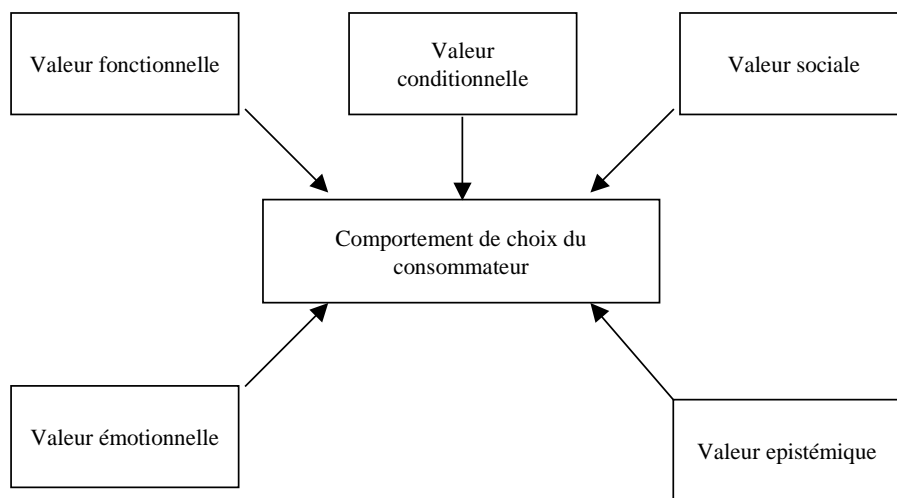 Valeur fonctionnelle
Valeur
conditionnelle
Valeur sociale
Comportement de choix du
consommateur
Valeur émotionnelle
Valeur epistémique